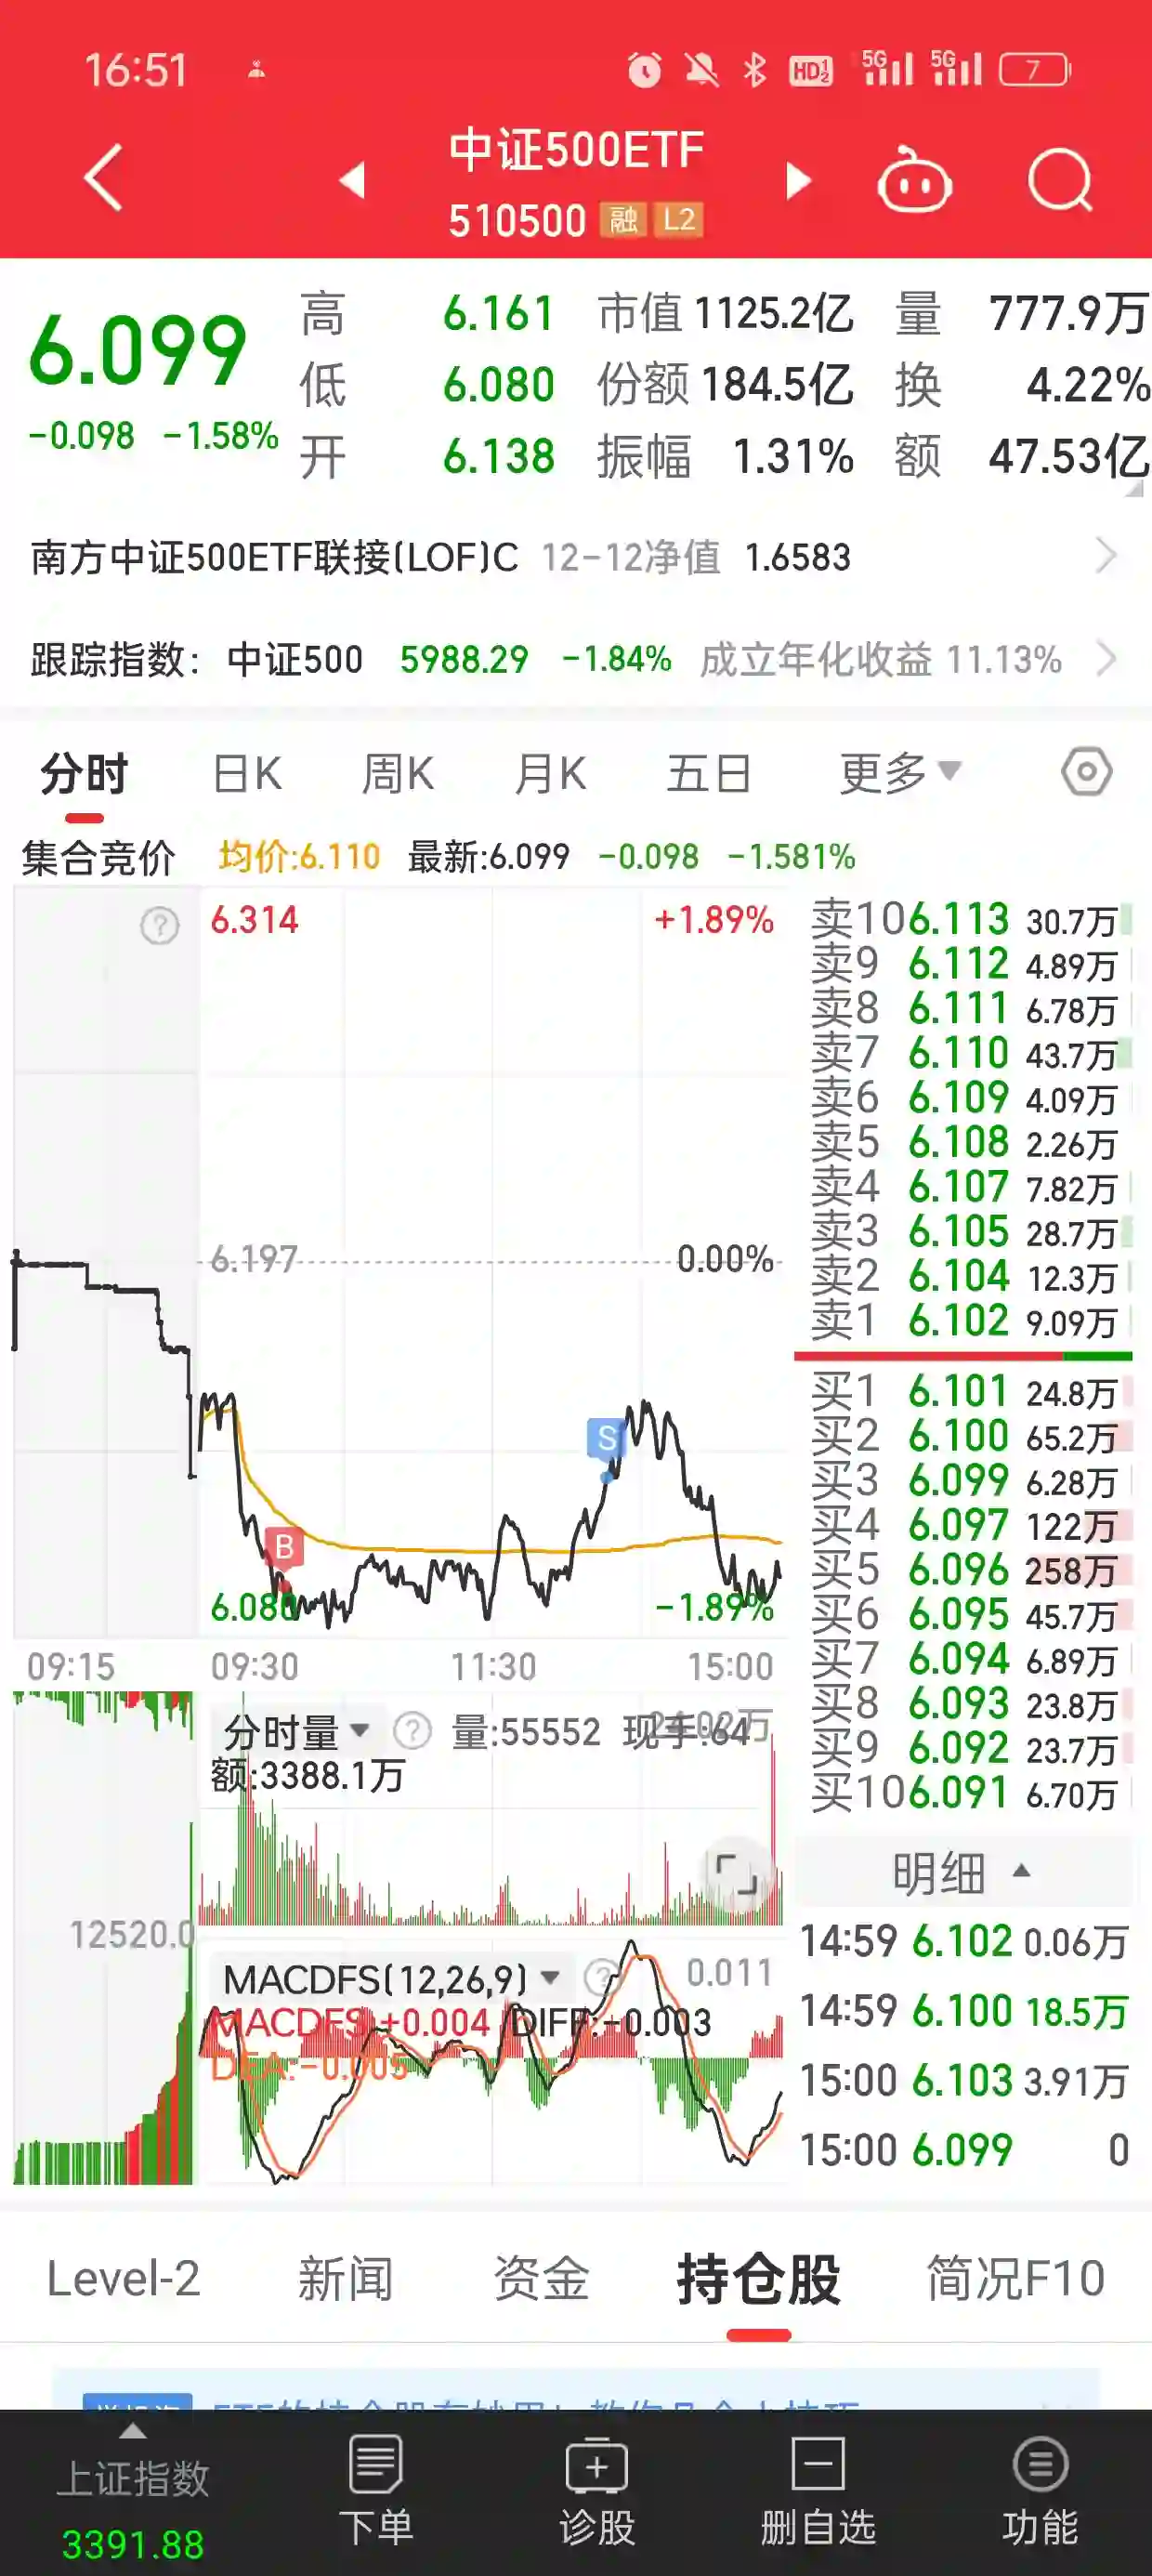 16:51 HD 1 2 5G 5G 7
中证500ETF
510500 融 L2
6.099 高 6.161 市值 1125.2亿 量 777.9万
低 6.080 份额 184.5亿 换 4.22%
-0.098 -1.58% 开 6.138 振幅 1.31% 额 47.53亿
南方中证500ETF联接(LOF)C 12-12净值 1.6583
跟踪指数: 中证500 5988.29 -1.84% 成立年化收益 11.13%
分时 日K 周K 月K 五日 更多
集合竞价 均价:6.110 最新:6.099 -0.098 -1.581%
? 6.314 +1.89%
6.197 0.00%
S
B
6.080 -1.89%
09:15 09:30 11:30 15:00
卖10 6.113 30.7万
卖9 6.112 4.89万
卖8 6.111 6.78万
卖7 6.110 43.7万
卖6 6.109 4.09万
卖5 6.108 2.26万
卖4 6.107 7.82万
卖3 6.105 28.7万
卖2 6.104 12.3万
卖1 6.102 9.09万
买1 6.101 24.8万
买2 6.100 65.2万
买3 6.099 6.28万
买4 6.097 122万
买5 6.096 258万
买6 6.095 45.7万
买7 6.094 6.89万
买8 6.093 23.8万
买9 6.092 23.7万
买10 6.091 6.70万
分时量 ? 量:55552 现手:64
24.02万
额:3388.1万
12520.0
MACDFS(12,26,9) ? 0.011
MACDFS:+0.004 DIFF:-0.003
DEA:-0.005
明细
14:59 6.102 0.06万
14:59 6.100 18.5万
15:00 6.103 3.91万
15:00 6.099 0
Level-2 新闻 资金 持仓股 简况F10
上证指数
3391.88
下单 诊股 删自选 功能